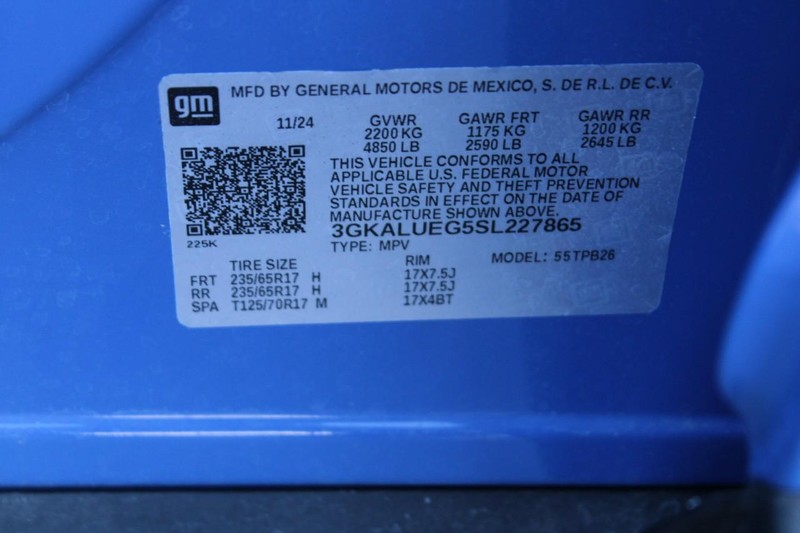 gm
MFD BY GENERAL MOTORS DE MEXICO, S. DE R.L. DE C.V.
11/24 GVWR GAWR FRT GAWR RR
2200 KG 1175 KG 1200 KG
4850 LB 2590 LB 2645 LB
THIS VEHICLE CONFORMS TO ALL
APPLICABLE U.S. FEDERAL MOTOR
VEHICLE SAFETY AND THEFT PREVENTION
STANDARDS IN EFFECT ON THE DATE OF
MANUFACTURE SHOWN ABOVE.
225K
3GKALUEG5SL227865
TYPE: MPV
TIRE SIZE RIM MODEL: 55TPB26
FRT 235/65R17 H 17X7.5J
RR 235/65R17 H 17X7.5J
SPA T125/70R17 M 17X4BT